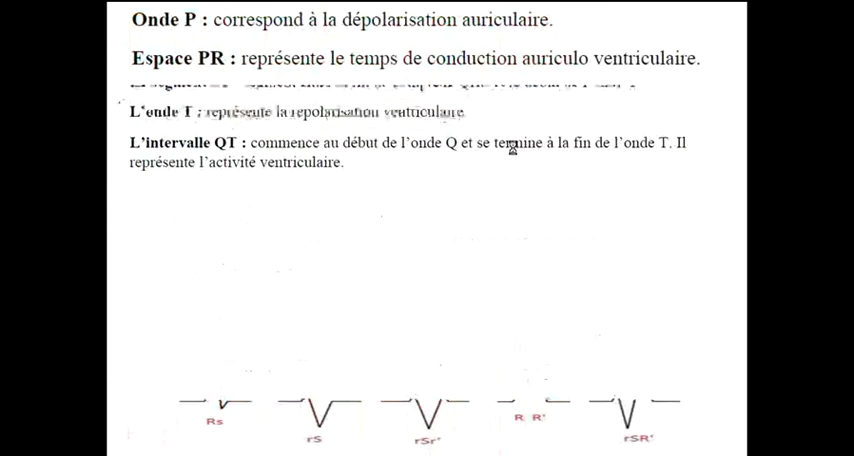 Onde P : correspond à la dépolarisation auriculaire.
Espace PR : représente le temps de conduction auriculo ventriculaire.
L'onde T : représente la repolarisation ventriculaire
L'intervalle QT : commence au début de l'onde Q et se termine à la fin de l'onde T. Il
représente l'activité ventriculaire.
Rs rS rSr' R R' rSR'